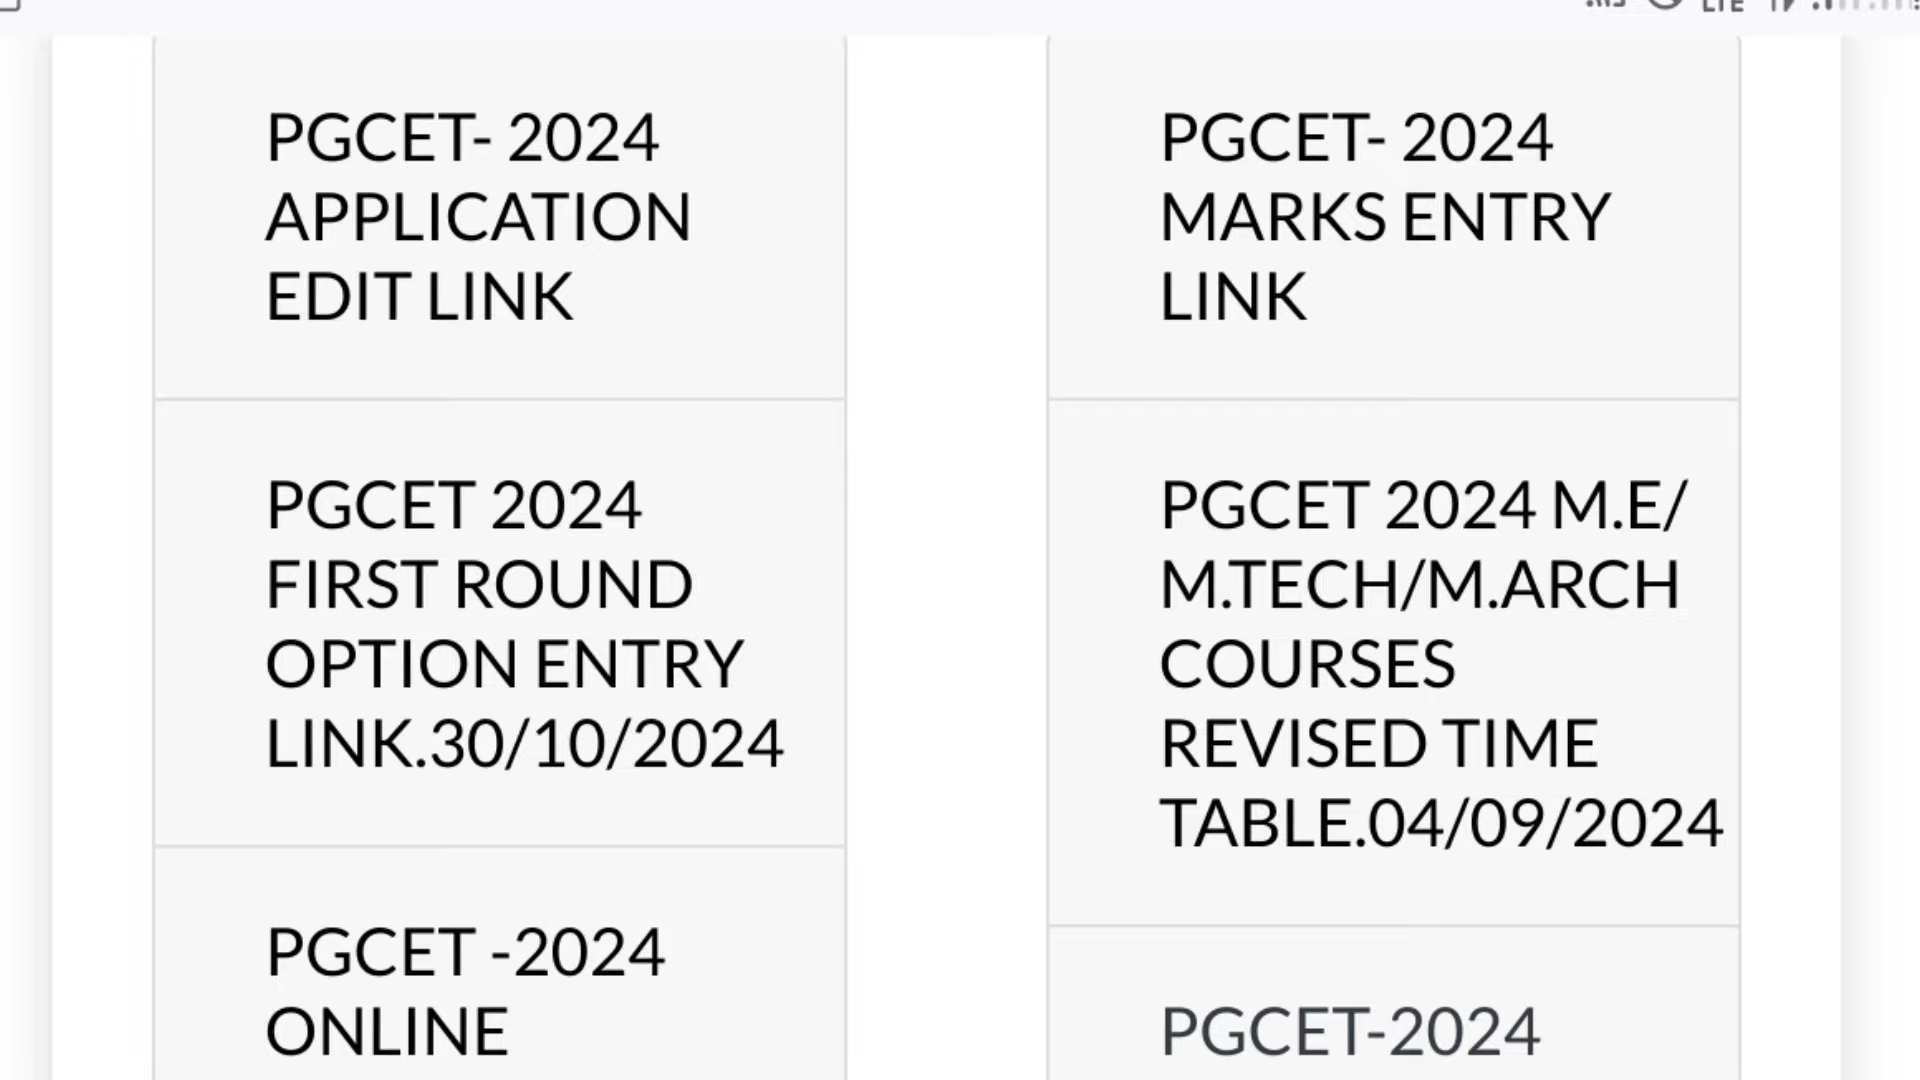 LTE
PGCET- 2024
APPLICATION
EDIT LINK
PGCET 2024
FIRST ROUND
OPTION ENTRY
LINK.30/10/2024
PGCET -2024
ONLINE
PGCET- 2024
MARKS ENTRY
LINK
PGCET 2024 M.E/
M.TECH/M.ARCH
COURSES
REVISED TIME
TABLE.04/09/2024
PGCET-2024